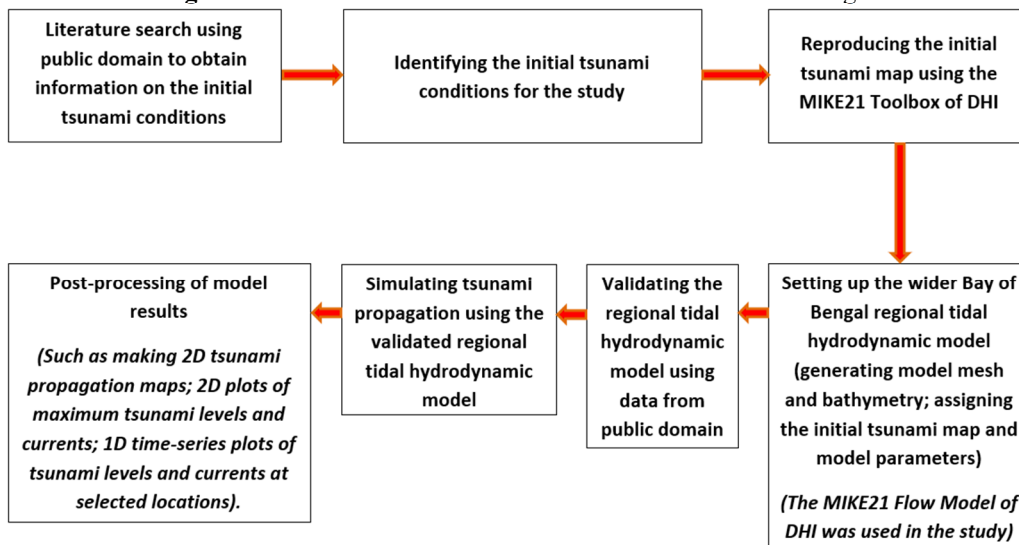 Literature search using
public domain to obtain
information on the initial
tsunami conditions
Identifying the initial tsunami
conditions for the study
Reproducing the initial
tsunami map using the
MIKE21 Toolbox of DHI
Setting up the wider Bay of
Bengal regional tidal
hydrodynamic model
(generating model mesh
and bathymetry; assigning
the initial tsunami map and
model parameters)
(The MIKE21 Flow Model of
DHI was used in the study)
Validating the
regional tidal
hydrodynamic
model using
data from
public domain
Simulating tsunami
propagation using the
validated regional
tidal hydrodynamic
model
Post-processing of model
results
(Such as making 2D tsunami
propagation maps; 2D plots of
maximum tsunami levels and
currents; 1D time-series plots of
tsunami levels and currents at
selected locations).